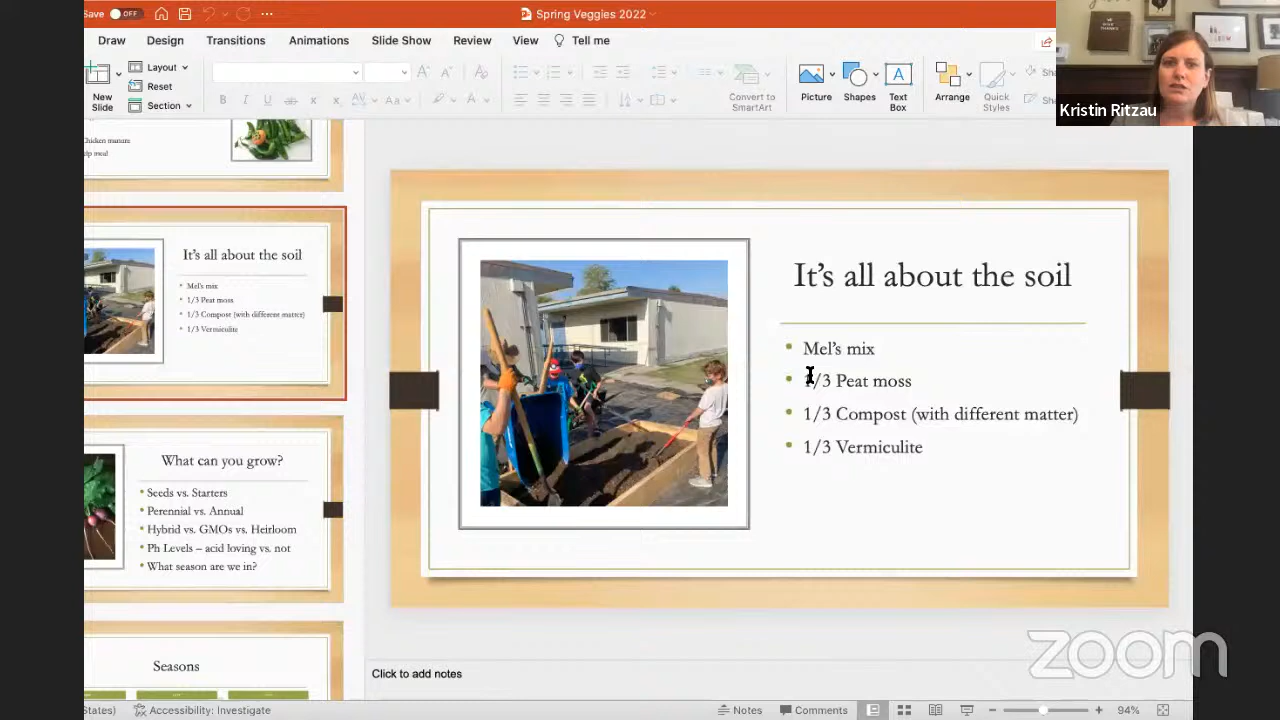 Save OFF
Spring Veggies 2022
Draw Design Transitions Animations Slide Show Review View Tell me
New Slide
Layout
Reset
Section
Convert to SmartArt
Picture
Shapes
Text Box
Arrange
Quick Styles
Kristin Ritzau
Chicken manure
It's all about the soil
Mel's mix
1/3 Peat moss
1/3 Compost (with different matter)
1/3 Vermiculite
What can you grow?
Seeds vs. Starters
Perennial vs. Annual
Hybrid vs. GMOs vs. Heirloom
Ph Levels – acid loving vs. not
What season are we in?
Seasons
It's all about the soil
Mel's mix
1/3 Peat moss
1/3 Compost (with different matter)
1/3 Vermiculite
Click to add notes
zoom
States) Accessibility: Investigate
Notes Comments 94%